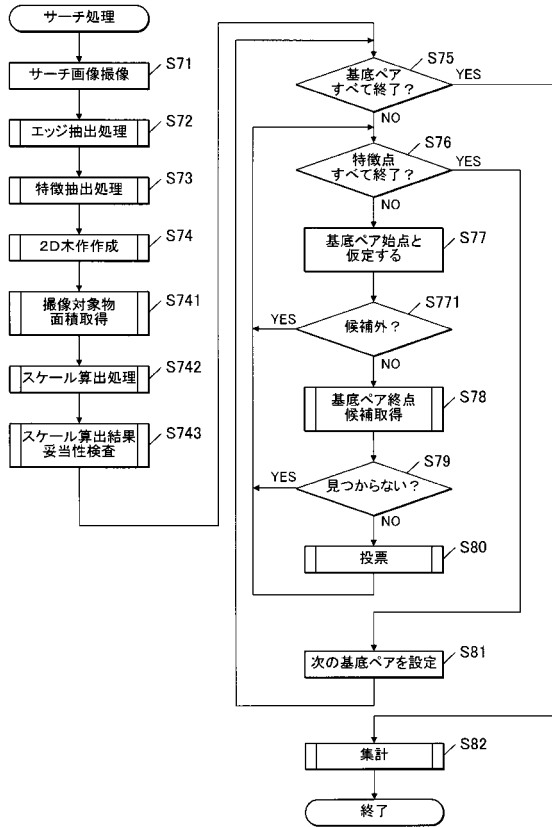 サーチ処理
サーチ画像撮像
S71
エッジ抽出処理
S72
特徴抽出処理
S73
2D木作作成
S74
撮像対象物
面積取得
S741
スケール算出処理
S742
スケール算出結果
妥当性検査
S743
基底ペア
すべて終了？
S75
YES
NO
特徴点
すべて終了？
S76
YES
NO
基底ペア始点と
仮定する
S77
候補外？
S771
YES
NO
基底ペア終点
候補取得
S78
見つからない？
S79
YES
NO
投票
S80
次の基底ペアを設定
S81
集計
S82
終了